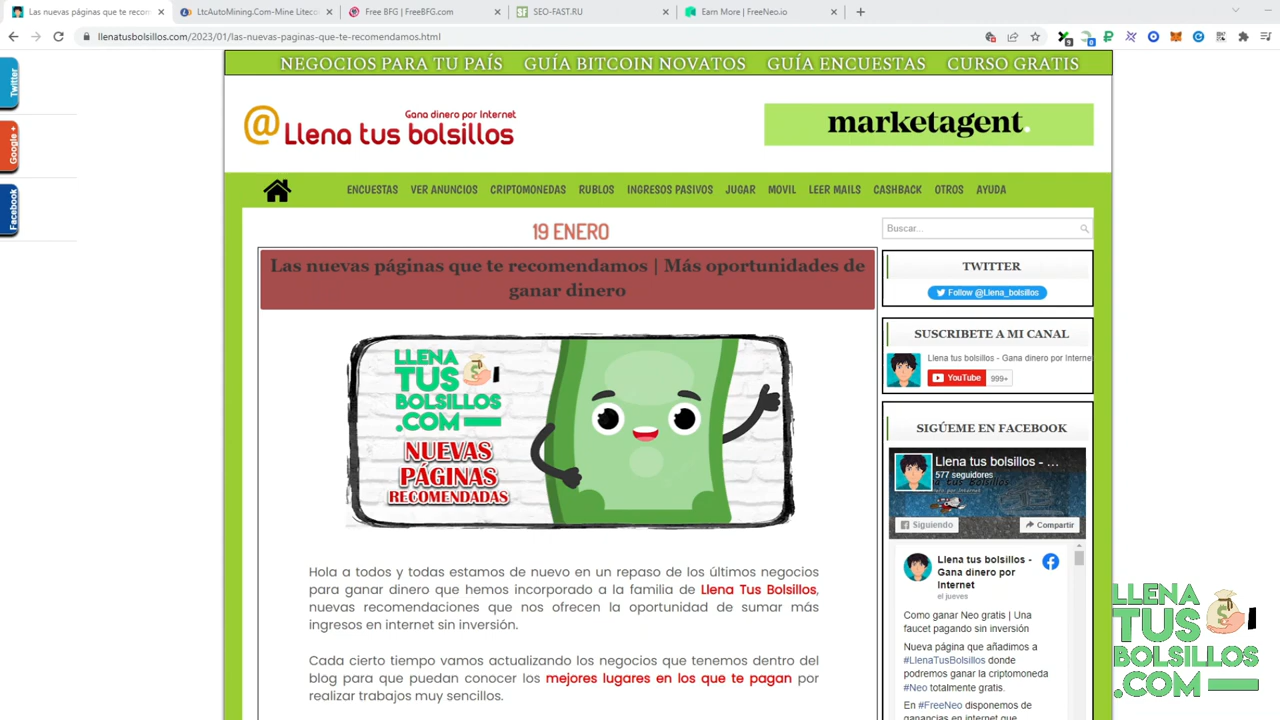 Las nuevas páginas que te recom
LtcAutoMining.Com-Mine Liteco
Free BFG | FreeBFG.com
SEO-FAST.RU
Earn More | FreeNeo.io
llenatusbolsillos.com/2023/01/las-nuevas-paginas-que-te-recomendamos.html
NEGOCIOS PARA TU PAÍS GUÍA BITCOIN NOVATOS GUÍA ENCUESTAS CURSO GRATIS
Twitter
Google +
Facebook
Gana dinero por Internet
@Llena tus bolsillos
marketagent.
ENCUESTAS VER ANUNCIOS CRIPTOMONEDAS RUBLOS INGRESOS PASIVOS JUGAR MOVIL LEER MAILS CASHBACK OTROS AYUDA
19 ENERO
Las nuevas páginas que te recomendamos | Más oportunidades de
ganar dinero
LLENA
TUS
BOLSILLOS
.COM
NUEVAS
PÁGINAS
RECOMENDADAS
Hola a todos y todas estamos de nuevo en un repaso de los últimos negocios
para ganar dinero que hemos incorporado a la familia de Llena Tus Bolsillos,
nuevas recomendaciones que nos ofrecen la oportunidad de sumar más
ingresos en internet sin inversión.
Cada cierto tiempo vamos actualizando los negocios que tenemos dentro del
blog para que puedan conocer los mejores lugares en los que te pagan por
realizar trabajos muy sencillos.
Buscar...
TWITTER
Follow @Llena_bolsillos
SUSCRIBETE A MI CANAL
Llena tus bolsillos - Gana dinero por Interne
YouTube 999+
SIGÚEME EN FACEBOOK
Llena tus bolsillos - ...
577 seguidores
Siguiendo
Compartir
Llena tus bolsillos -
Gana dinero por
Internet
el jueves
Como ganar Neo gratis | Una
faucet pagando sin inversión
Nueva página que añadimos a
#LlenaTusBolsillos donde
podremos ganar la criptomoneda
#Neo totalmente gratis.
En #FreeNeo disponemos de
ganancias en internet que
LLENA
TUS
BOLSILLOS
.COM